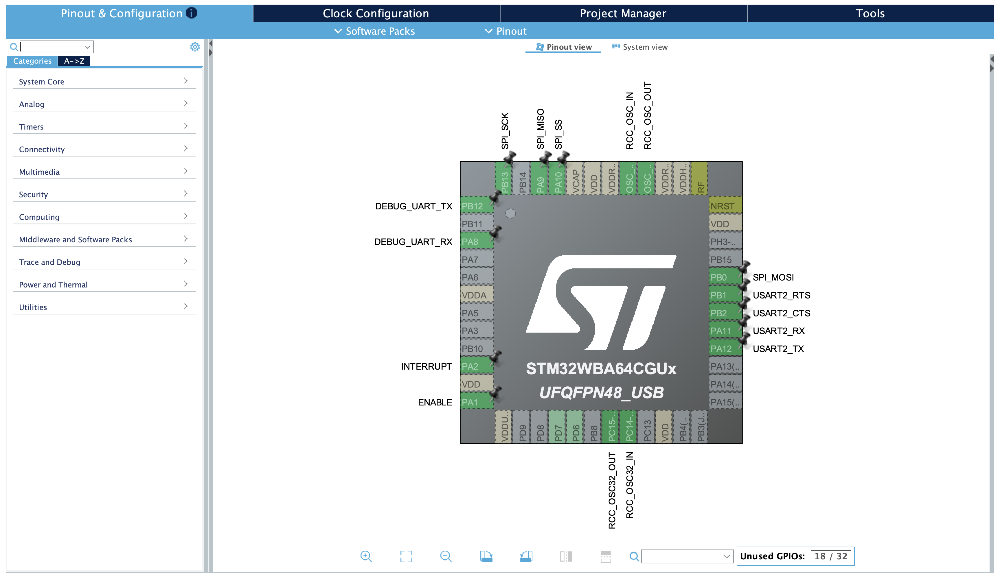 Pinout & Configuration
Clock Configuration
Project Manager
Tools
Software Packs
Pinout
Pinout view
System view
Categories
A->Z
System Core
Analog
Timers
Connectivity
Multimedia
Security
Computing
Middleware and Software Packs
Trace and Debug
Power and Thermal
Utilities
SPI_SCK
SPI_MISO
SPI_SS
RCC_OSC_IN
RCC_OSC_OUT
PB13
PB14
PA9
PA10
VCAP
VDD
VDDR..
OSC_..
OSC_..
VDDR..
VDDH..
RF
DEBUG_UART_TX
PB12
PB11
DEBUG_UART_RX
PA8
PA7
PA6
VDDA
PA5
PA3
PB10
INTERRUPT
PA2
VDD
ENABLE
PA1
NRST
VDD
PH3-..
PB15
PB0 SPI_MOSI
PB1 USART2_RTS
PB2 USART2_CTS
PA11 USART2_RX
PA12 USART2_TX
PA13(..
PA14(..
PA15(..
ST
STM32WBA64CGUx
UFQFPN48_USB
VDDU..
PD9
PD8
PD7
PD6
PB8
PC15-..
PC14-..
PC13
VDD
PB4(..
PB3(J..
RCC_OSC32_OUT
RCC_OSC32_IN
Unused GPIOs: 18 / 32